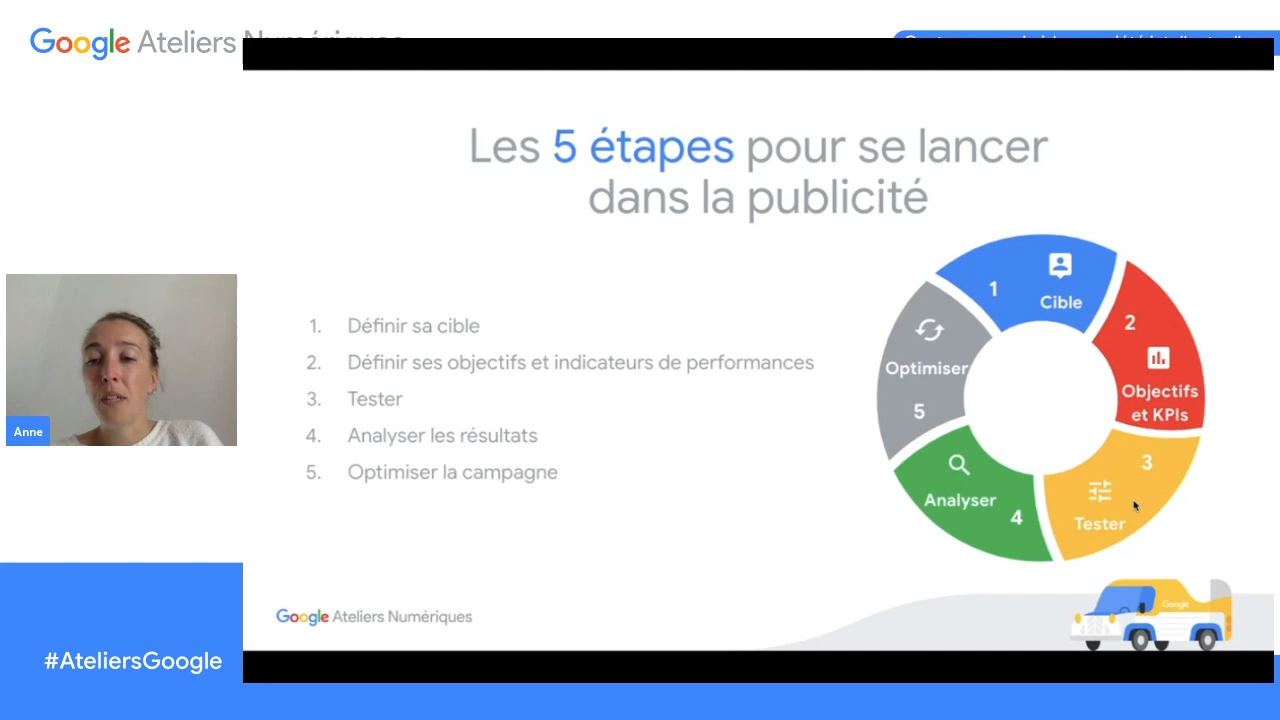 Google Ateliers
Les 5 étapes pour se lancer
dans la publicité
1. Définir sa cible
2. Définir ses objectifs et indicateurs de performances
3. Tester
4. Analyser les résultats
5. Optimiser la campagne
1
Cible
2
Objectifs
et KPIs
3
Tester
Analyser
4
Optimiser
5
Anne
Google
Google Ateliers Numériques
#AteliersGoogle